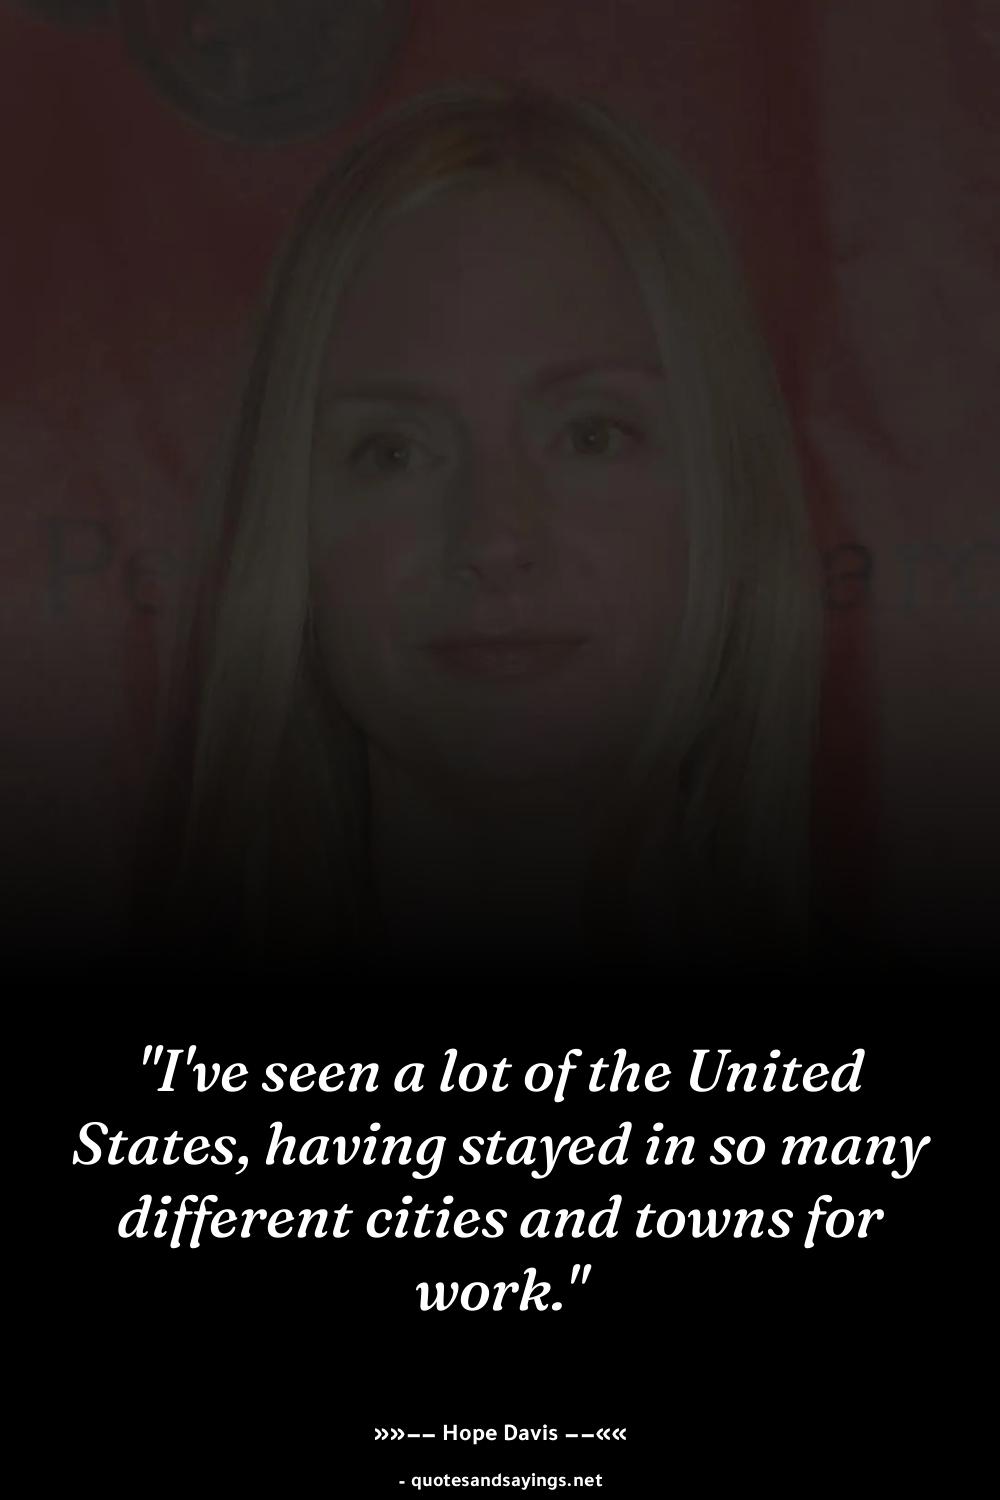 "I've seen a lot of the United
States, having stayed in so many
different cities and towns for
work."
»»–– Hope Davis ––««
- quotesandsayings.net